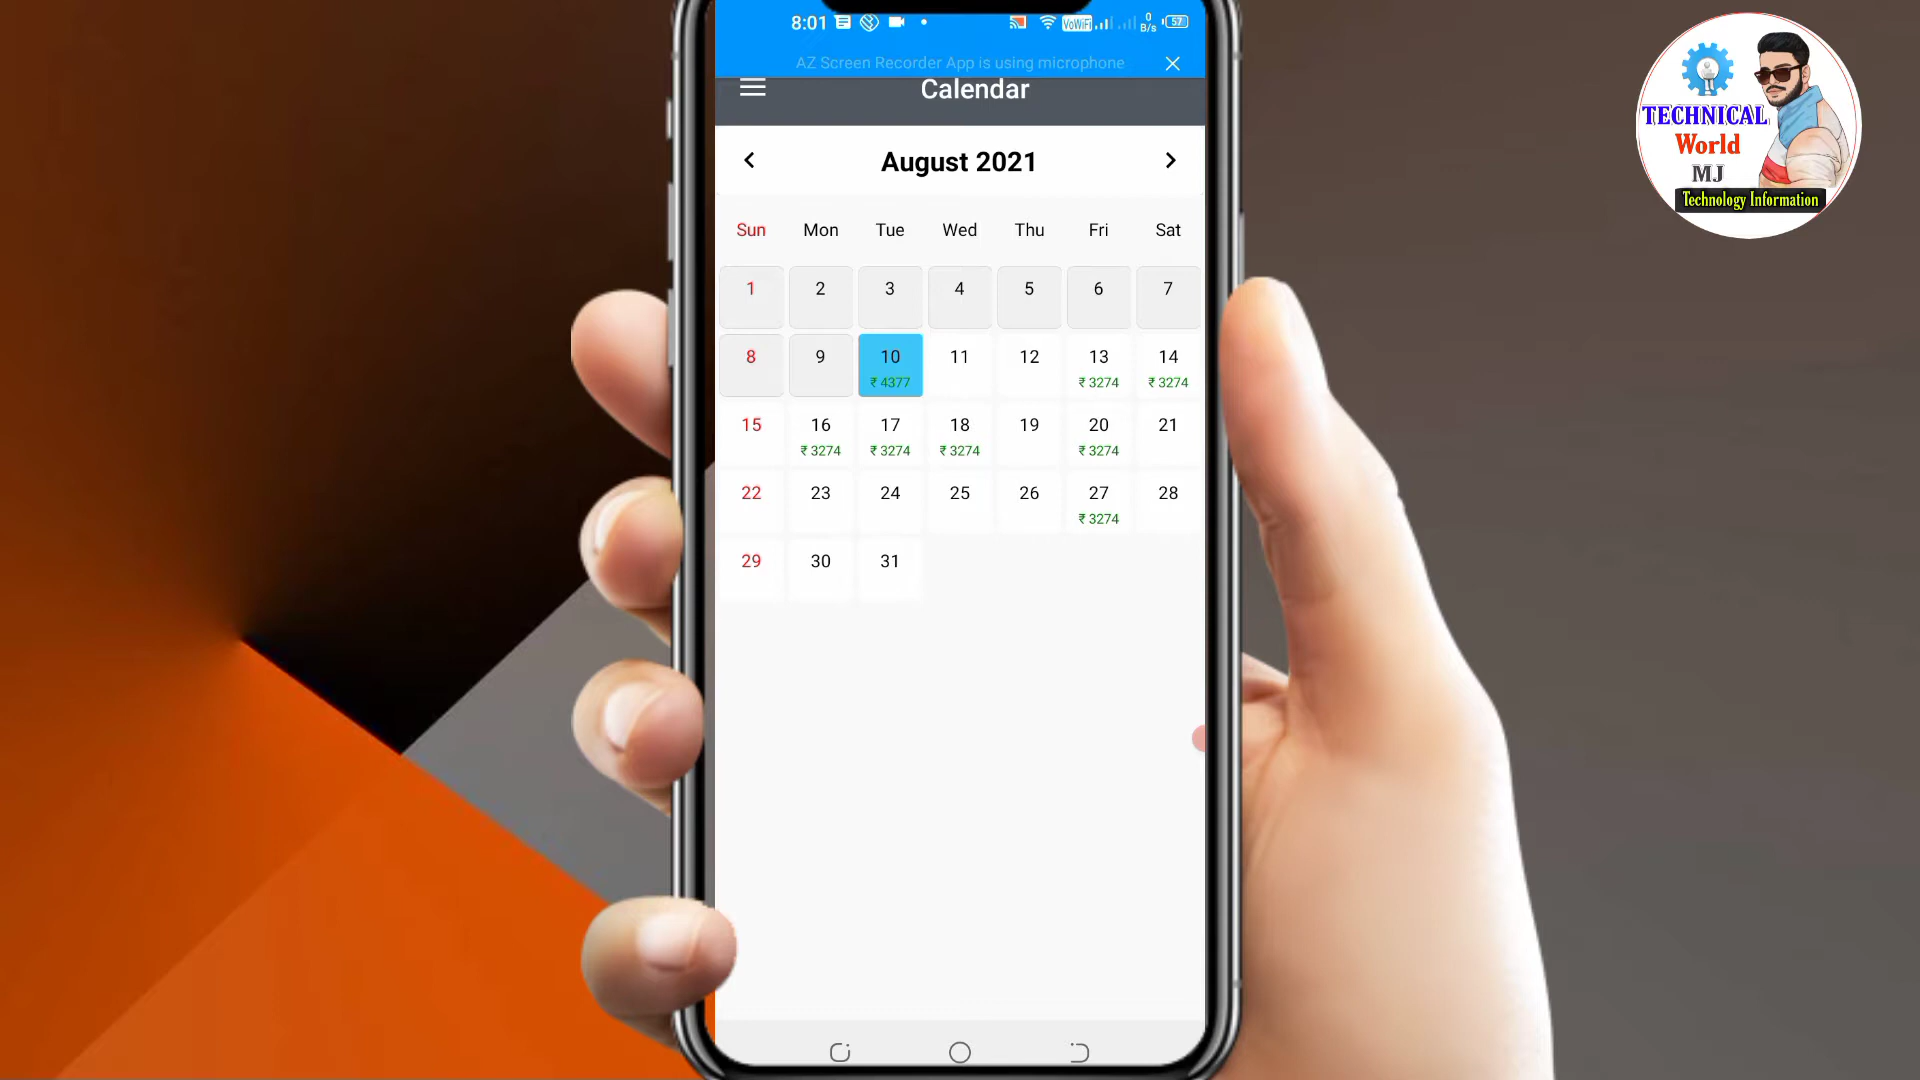 8:01 VoWiFi 0 B/s 57
AZ Screen Recorder App is using microphone
Calendar
August 2021
Sun Mon Tue Wed Thu Fri Sat
1 2 3 4 5 6 7
8 9 10 11 12 13 14
₹ 4377 ₹ 3274 ₹ 3274
15 16 17 18 19 20 21
₹ 3274 ₹ 3274 ₹ 3274 ₹ 3274
22 23 24 25 26 27 28
₹ 3274
29 30 31
TECHNICAL
World
MJ
Technology Information